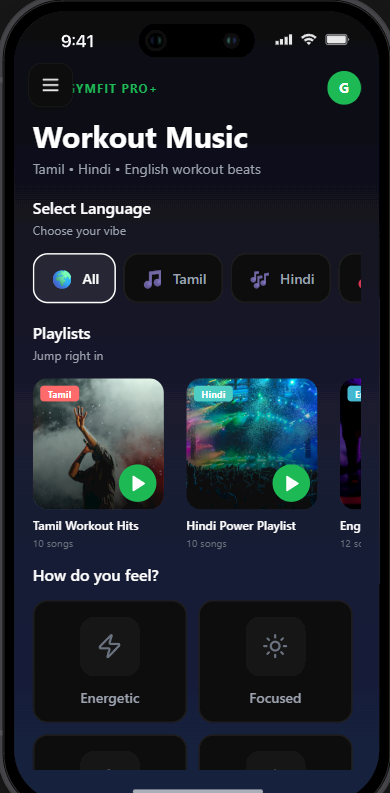 9:41
GYMFIT PRO+
G
Workout Music
Tamil • Hindi • English workout beats
Select Language
Choose your vibe
All
Tamil
Hindi
Playlists
Jump right in
Tamil
Hindi
E
Tamil Workout Hits
Hindi Power Playlist
Eng
10 songs
10 songs
12 so
How do you feel?
Energetic
Focused